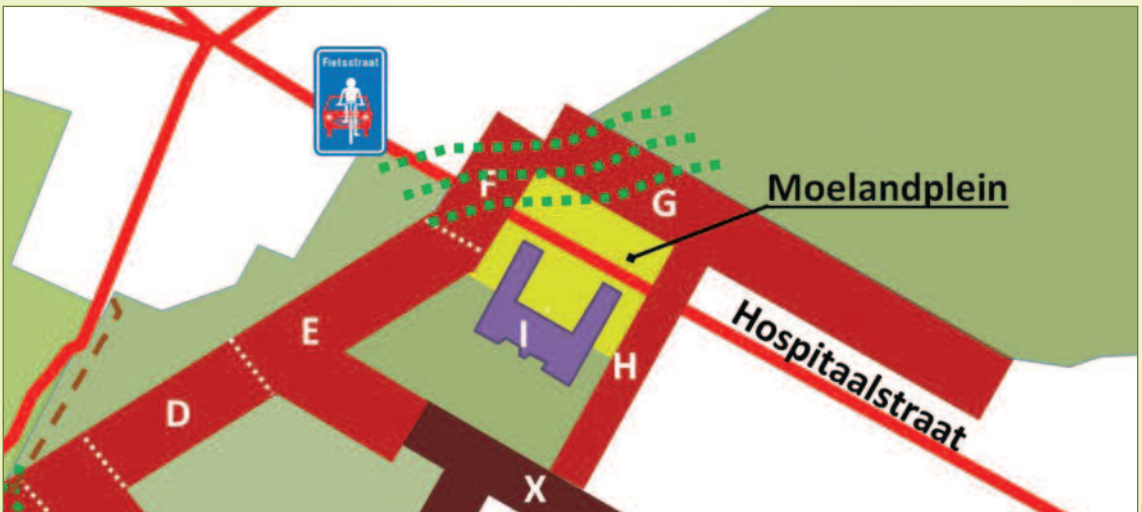 Fietsstraat
F
G
Moelandplein
E
I
H
Hospitaalstraat
D
X